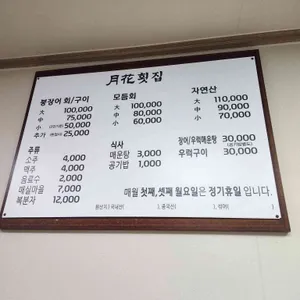 月花횟집
붕장어 회/구이
大 100,000
中 75,000
小 50,000
추가 25,000
모듬회
大 100,000
中 80,000
小 60,000
자연산
大 110,000
中 90,000
小 70,000
주류
소주 4,000
맥주 4,000
음료수 2,000
매실마을 7,000
복분자 12,000
식사
매운탕 3,000
공기밥 1,000
장어/우럭매운탕 30,000
우럭구이 30,000
매월 첫째,셋째 월요일은 정기휴일 입니다.